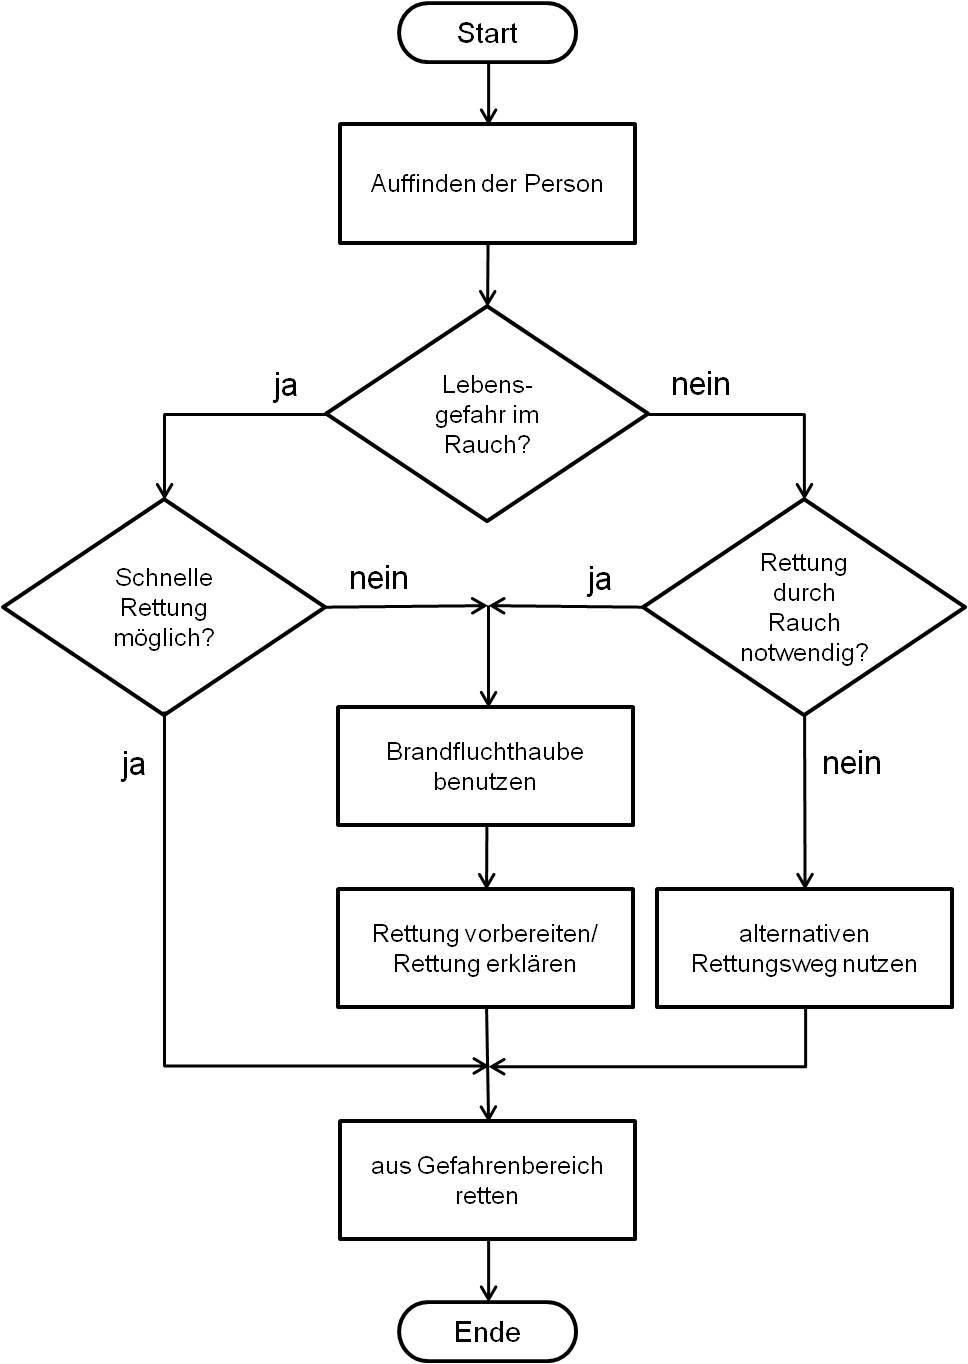 Start
Auffinden der Person
Lebens-
gefahr im
Rauch?
ja
nein
Schnelle
Rettung
möglich?
nein
ja
Rettung
durch
Rauch
notwendig?
ja
nein
Brandfluchthaube
benutzen
Rettung vorbereiten/
Rettung erklären
alternativen
Rettungsweg nutzen
aus Gefahrenbereich
retten
Ende